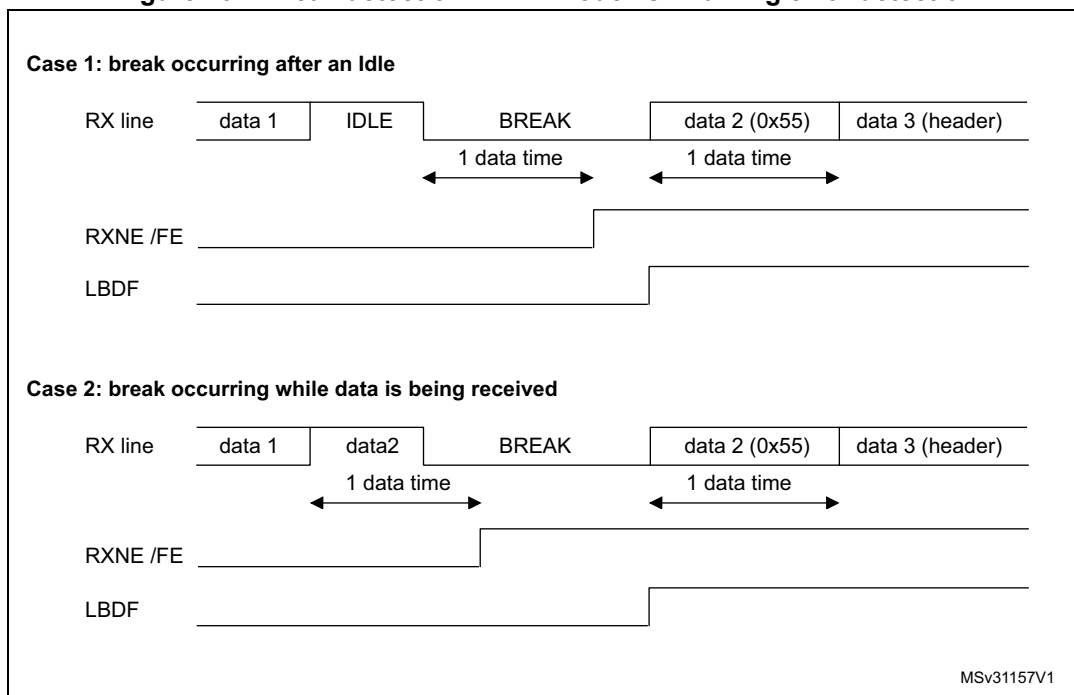 Case 1: break occurring after an Idle
RX line data 1 IDLE BREAK data 2 (0x55) data 3 (header)
1 data time 1 data time
RXNE /FE
LBDF
Case 2: break occurring while data is being received
RX line data 1 data2 BREAK data 2 (0x55) data 3 (header)
1 data time 1 data time
RXNE /FE
LBDF
MSv31157V1